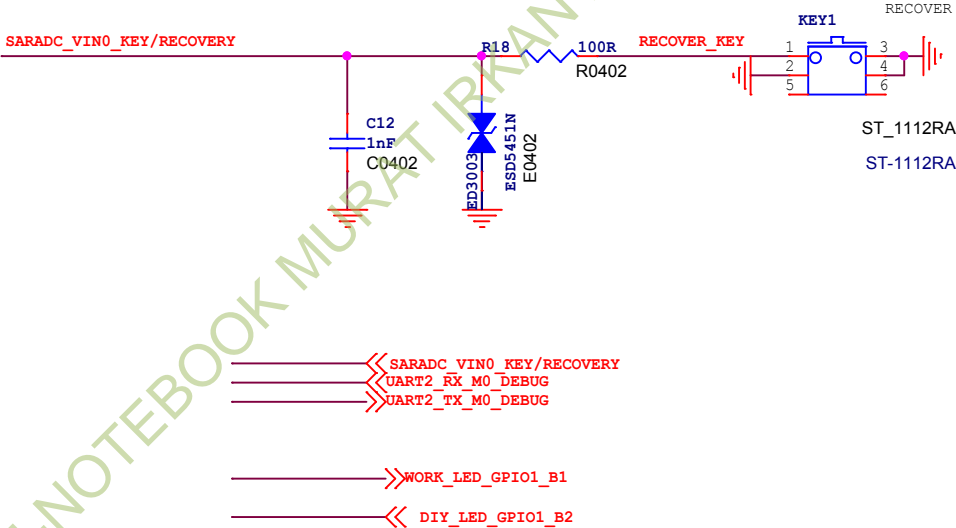 RECOVER
KEY1
SARADC_VIN0_KEY/RECOVERY
R18
100R
R0402
RECOVER_KEY
1
2
5
3
4
6
C12
1nF
C0402
ED3003
ESD5451N
E0402
ST_1112RA
ST-1112RA
SARADC_VIN0_KEY/RECOVERY
UART2_RX_M0_DEBUG
UART2_TX_M0_DEBUG
WORK_LED_GPIO1_B1
DIY_LED_GPIO1_B2
NOTEBOOK MURAT IRKAN